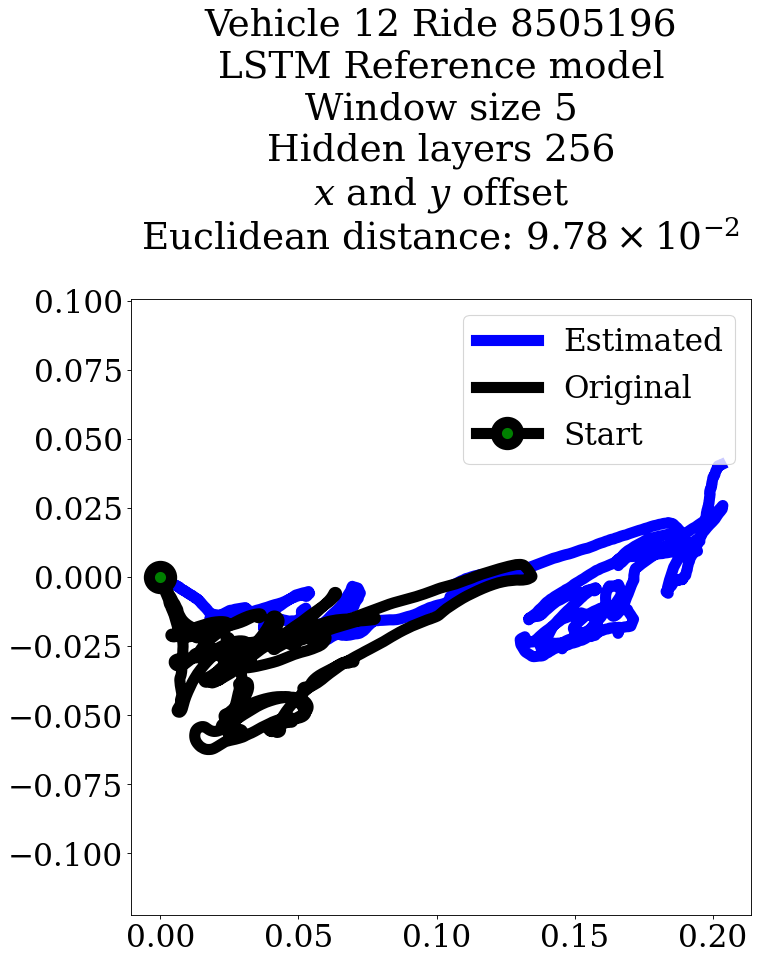 Vehicle 12 Ride 8505196
LSTM Reference model
Window size 5
Hidden layers 256
x and y offset
Euclidean distance: 9.78 × 10⁻²
Estimated
Original
Start
0.100
0.075
0.050
0.025
0.000
−0.025
−0.050
−0.075
−0.100
0.00 0.05 0.10 0.15 0.20